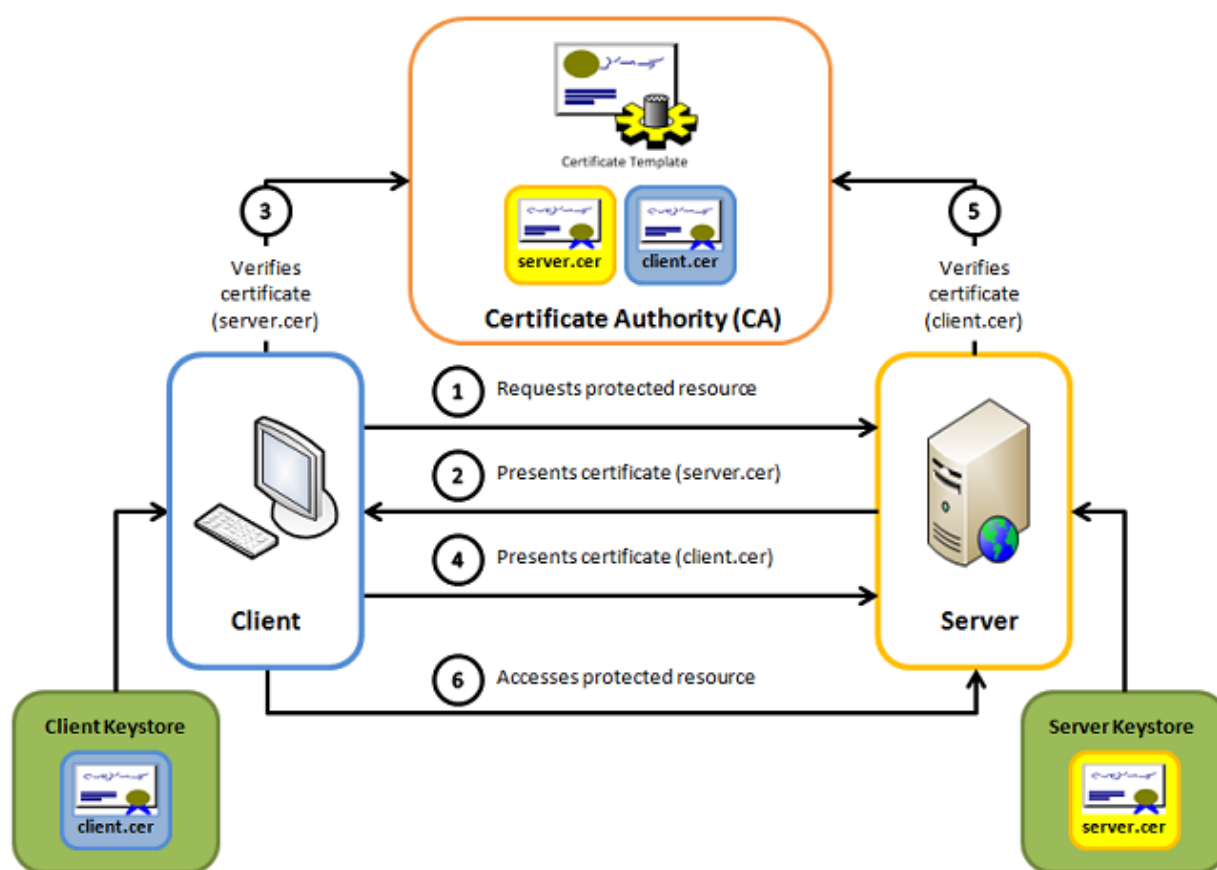 Certificate Template
server.cer
client.cer
Certificate Authority (CA)
3
Verifies
certificate
(server.cer)
5
Verifies
certificate
(client.cer)
1
Requests protected resource
2
Presents certificate (server.cer)
4
Presents certificate (client.cer)
Client
Server
6
Accesses protected resource
Client Keystore
client.cer
Server Keystore
server.cer